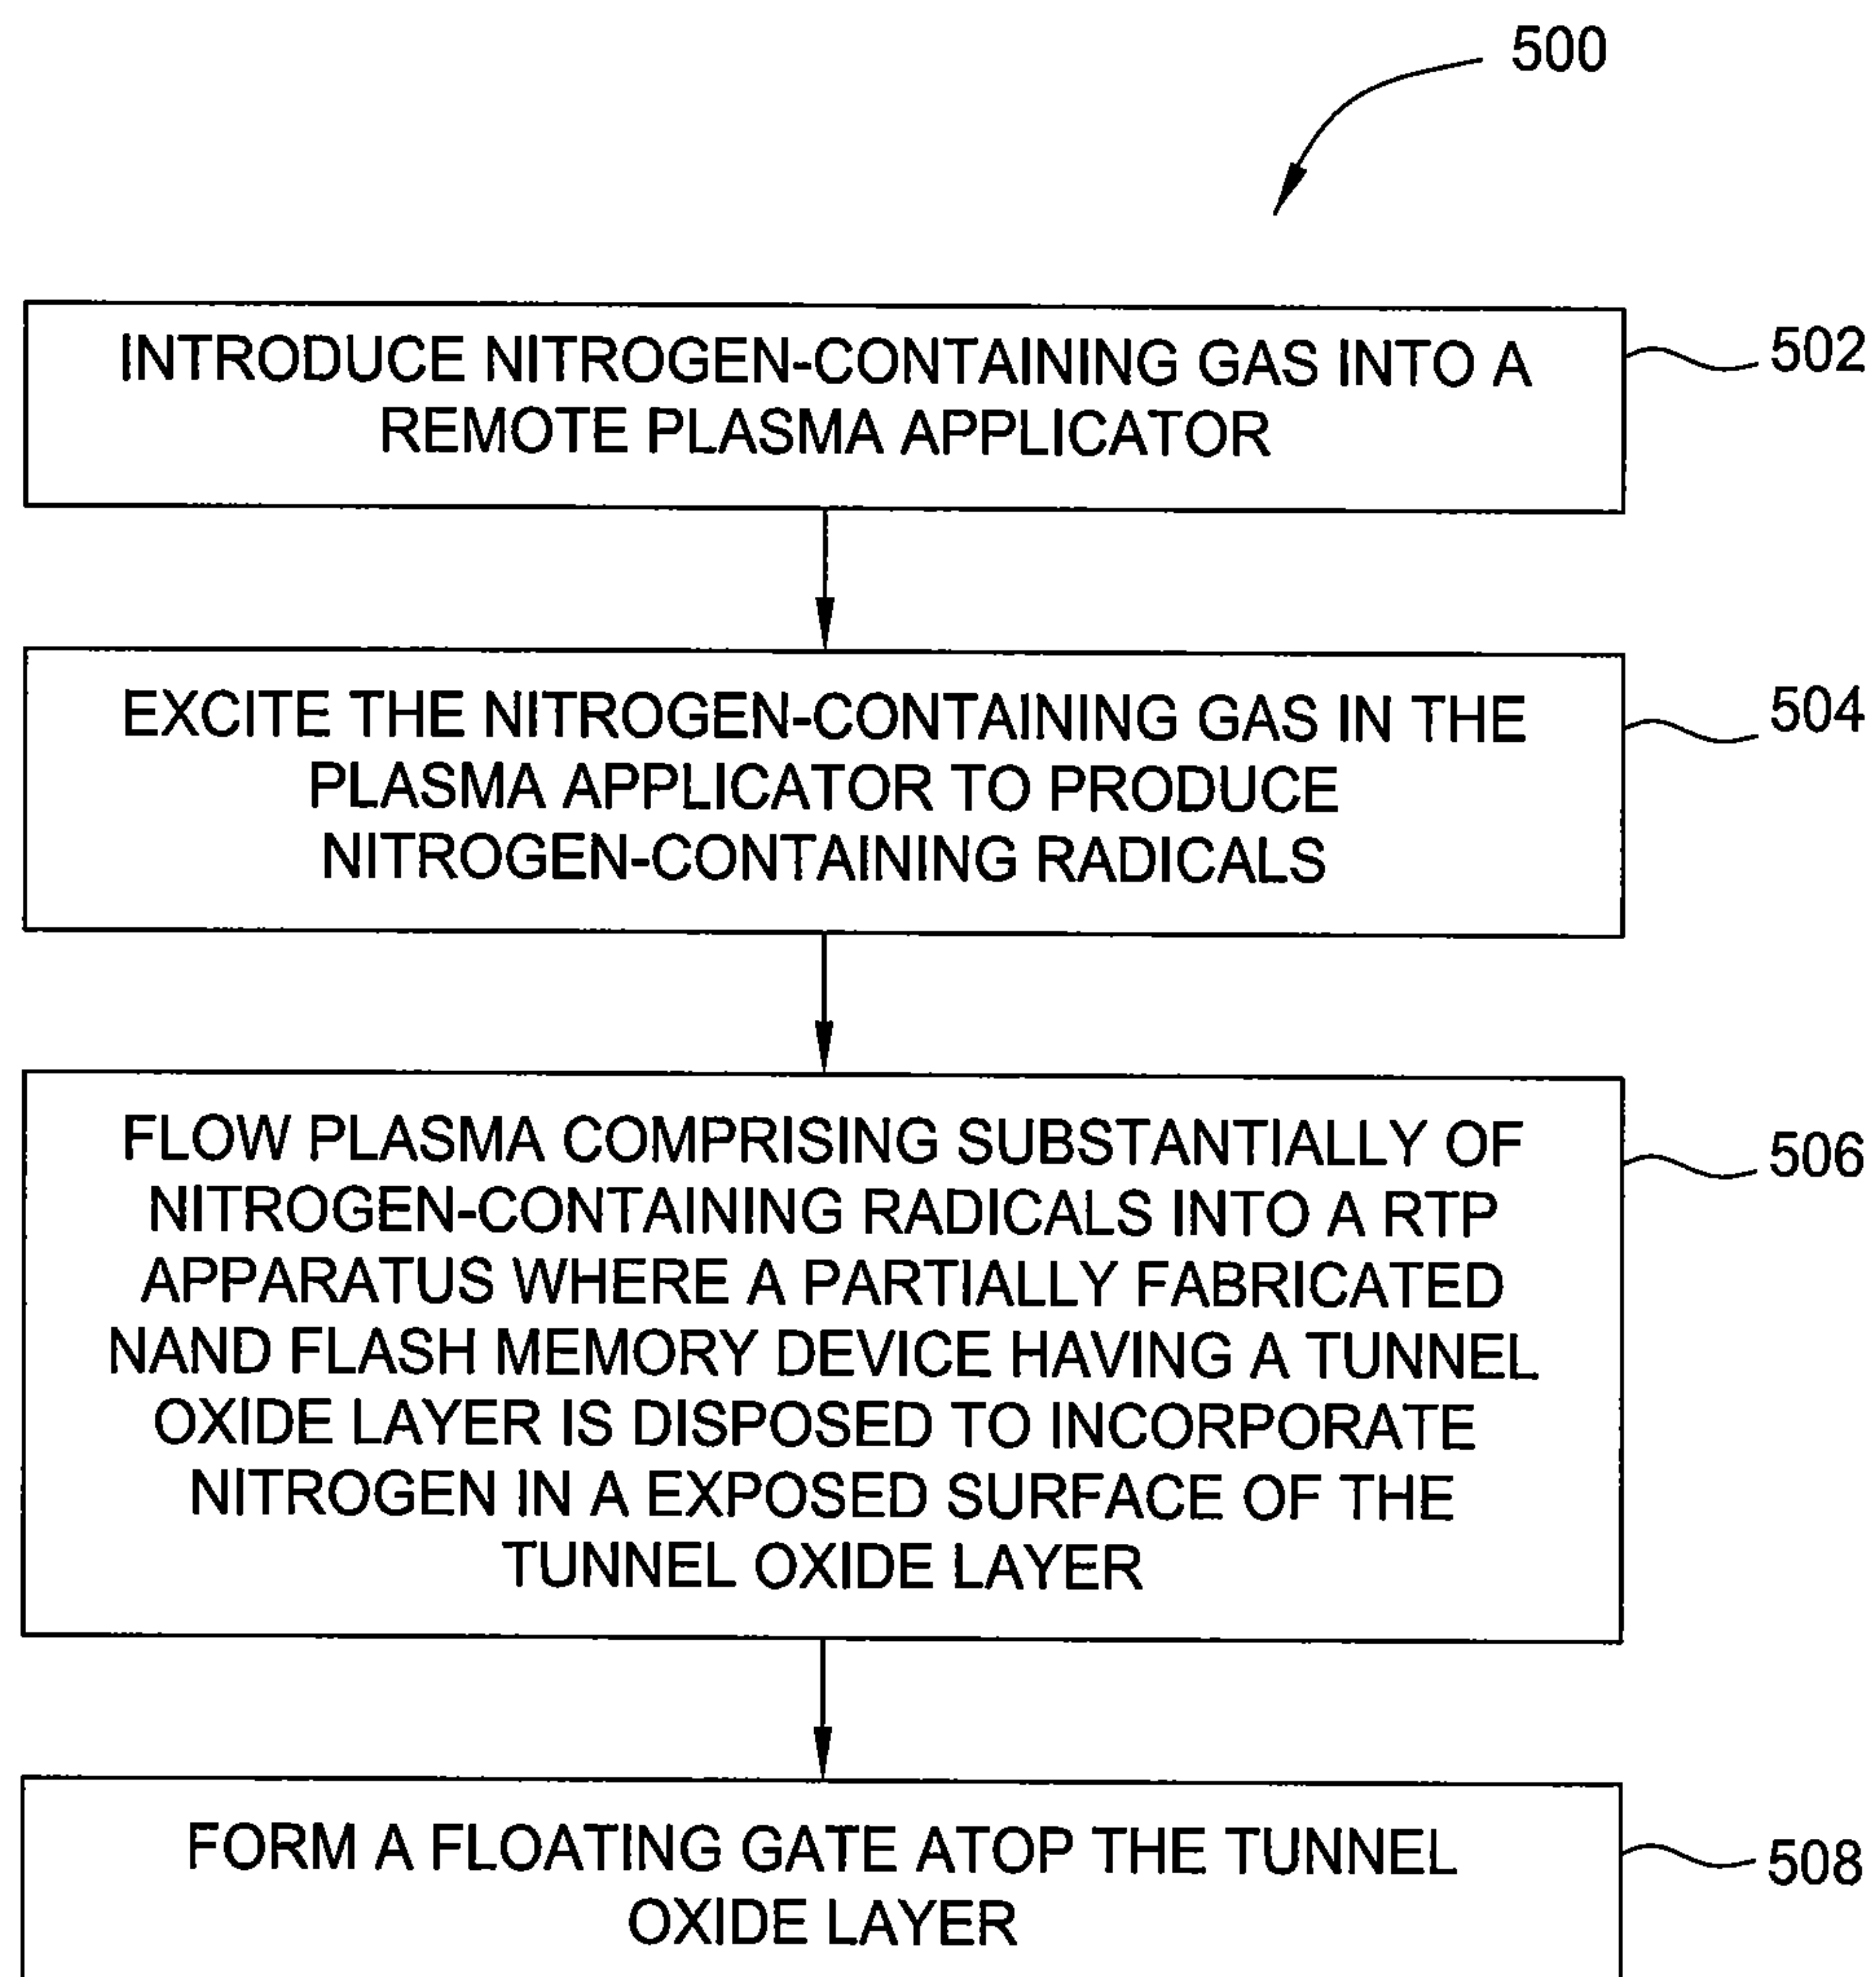 500
INTRODUCE NITROGEN-CONTAINING GAS INTO A
REMOTE PLASMA APPLICATOR
502
EXCITE THE NITROGEN-CONTAINING GAS IN THE
PLASMA APPLICATOR TO PRODUCE
NITROGEN-CONTAINING RADICALS
504
FLOW PLASMA COMPRISING SUBSTANTIALLY OF
NITROGEN-CONTAINING RADICALS INTO A RTP
APPARATUS WHERE A PARTIALLY FABRICATED
NAND FLASH MEMORY DEVICE HAVING A TUNNEL
OXIDE LAYER IS DISPOSED TO INCORPORATE
NITROGEN IN A EXPOSED SURFACE OF THE
TUNNEL OXIDE LAYER
506
FORM A FLOATING GATE ATOP THE TUNNEL
OXIDE LAYER
508